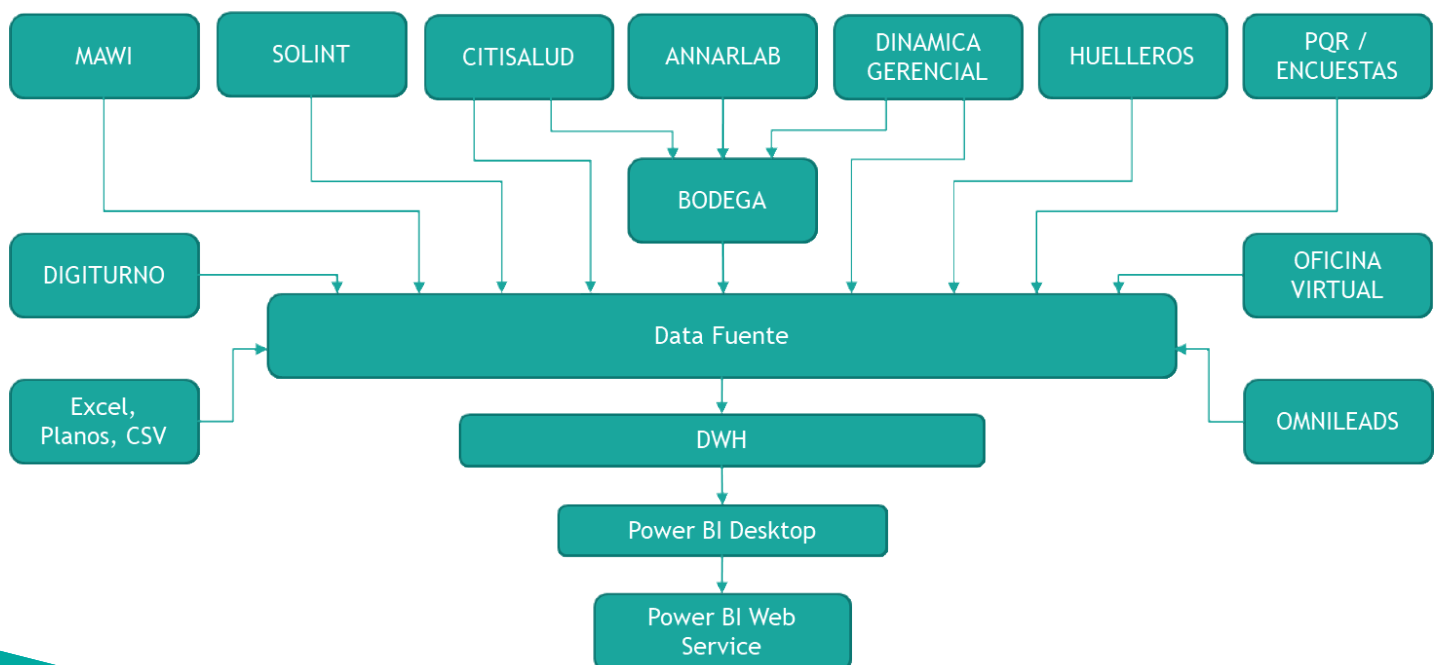 MAWI
SOLINT
CITISALUD
ANNARLAB
DINAMICA
GERENCIAL
HUELLEROS
PQR /
ENCUESTAS
BODEGA
DIGITURNO
OFICINA
VIRTUAL
Data Fuente
Excel,
Planos, CSV
OMNILEADS
DWH
Power BI Desktop
Power BI Web
Service